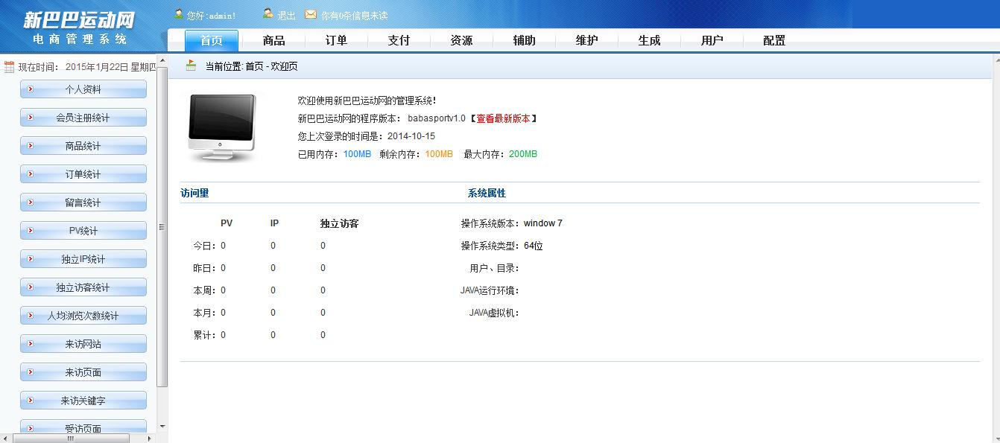 新巴巴运动网
电商管理系统
您好:admin!
退出
你有0条信息未读
首页 商品 订单 支付 资源 辅助 维护 生成 用户 配置
现在时间: 2015年1月22日 星期四
个人资料
会员注册统计
商品统计
订单统计
留言统计
PV统计
独立IP统计
独立访客统计
人均浏览次数统计
来访网站
来访页面
来访关键字
受访页面
当前位置: 首页 - 欢迎页
欢迎使用新巴巴运动网的管理系统!
新巴巴运动网的程序版本: babasportv1.0【查看最新版本】
您上次登录的时间是:2014-10-15
已用内存:100MB 剩余内存:100MB 最大内存:200MB
访问量
PV IP 独立访客
今日:0 0 0
昨日:0 0 0
本周:0 0 0
本月:0 0 0
累计:0 0 0
系统属性
操作系统版本:window 7
操作系统类型:64位
用户、目录:
JAVA运行环境:
JAVA虚拟机: